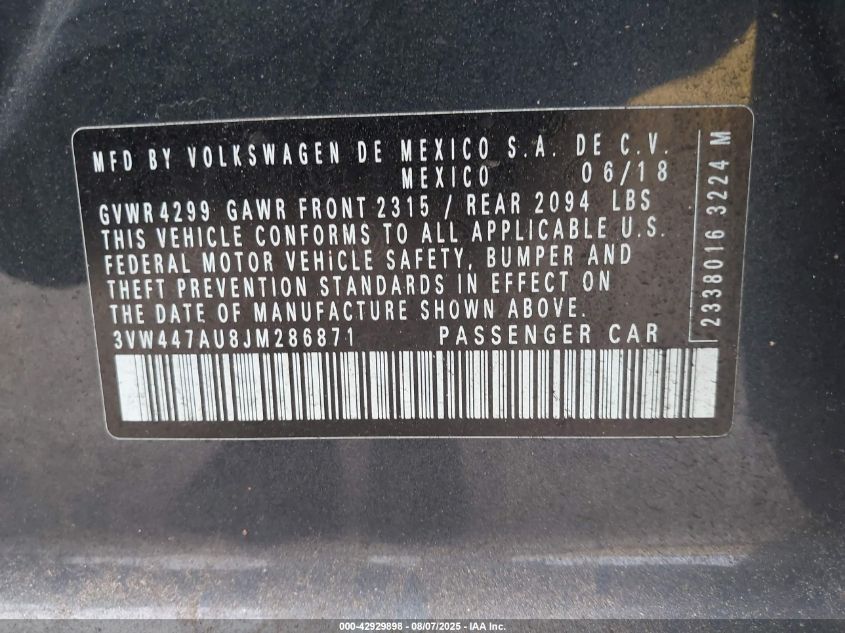 MFD BY VOLKSWAGEN DE MEXICO S.A. DE C.V.
MEXICO 06/18
GVWR 4299 GAWR FRONT 2315 / REAR 2094 LBS
THIS VEHICLE CONFORMS TO ALL APPLICABLE U.S.
FEDERAL MOTOR VEHICLE SAFETY, BUMPER AND
THEFT PREVENTION STANDARDS IN EFFECT ON
THE DATE OF MANUFACTURE SHOWN ABOVE.
3VW447AU8JM286871 PASSENGER CAR
2338016 3224 M
000-42929898 - 08/07/2025 - IAA Inc.